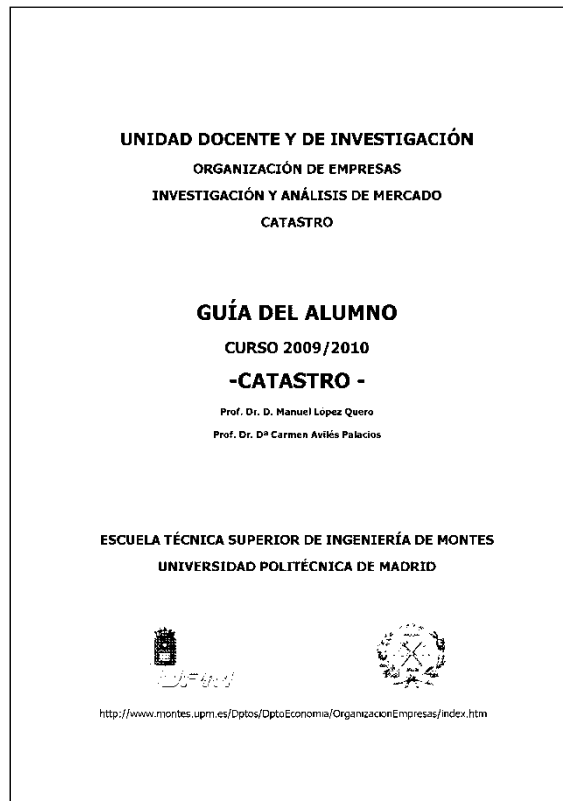 UNIDAD DOCENTE Y DE INVESTIGACIÓN
ORGANIZACIÓN DE EMPRESAS
INVESTIGACIÓN Y ANÁLISIS DE MERCADO
CATASTRO
GUÍA DEL ALUMNO
CURSO 2009/2010
-CATASTRO -
Prof. Dr. D. Manuel López Quero
Prof. Dr. Dª Carmen Avilés Palacios
ESCUELA TÉCNICA SUPERIOR DE INGENIERÍA DE MONTES
UNIVERSIDAD POLITÉCNICA DE MADRID
http://www.montes.upm.es/Dptos/DptoEconomia/OrganizacionEmpresas/index.htm